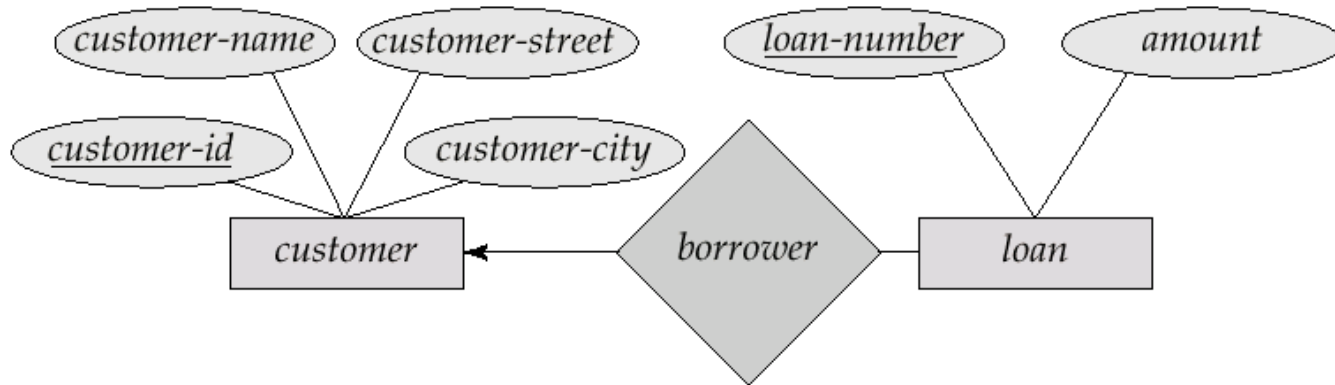 customer-name
customer-street
loan-number
amount
customer-id
customer-city
customer
borrower
loan